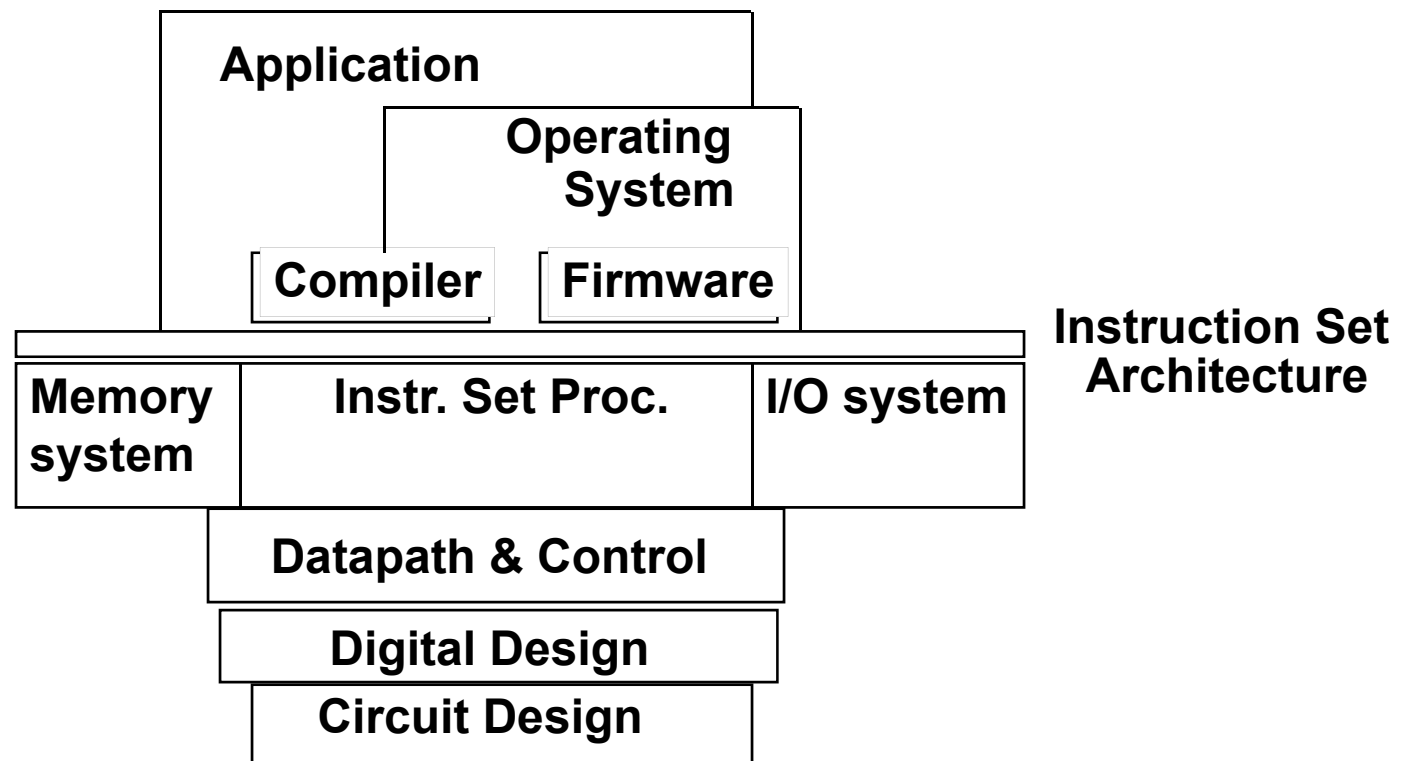 Application
Operating
System
Compiler
Firmware
Instruction Set
Architecture
Memory
system
Instr. Set Proc.
I/O system
Datapath & Control
Digital Design
Circuit Design